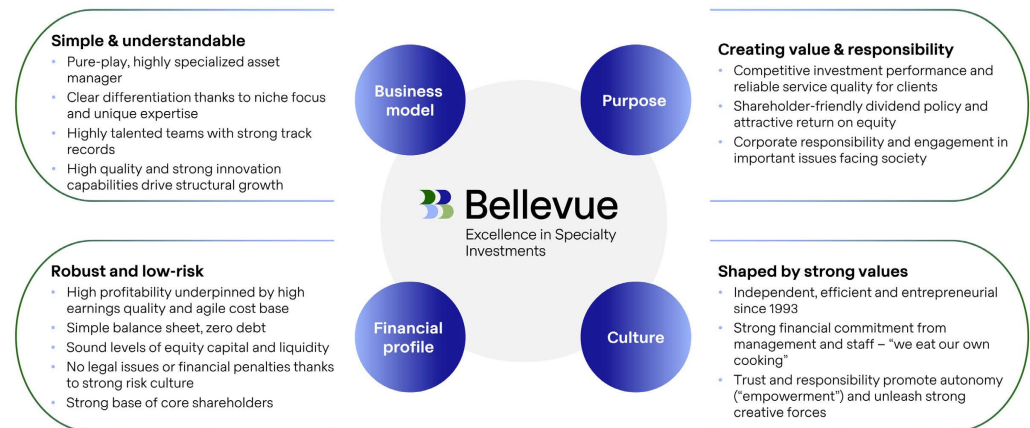 Simple & understandable
• Pure-play, highly specialized asset
manager
• Clear differentiation thanks to niche focus
and unique expertise
• Highly talented teams with strong track
records
• High quality and strong innovation
capabilities drive structural growth
Business
model
Purpose
Creating value & responsibility
• Competitive investment performance and
reliable service quality for clients
• Shareholder-friendly dividend policy and
attractive return on equity
• Corporate responsibility and engagement in
important issues facing society
Bellevue
Excellence in Specialty
Investments
Robust and low-risk
• High profitability underpinned by high
earnings quality and agile cost base
• Simple balance sheet, zero debt
• Sound levels of equity capital and liquidity
• No legal issues or financial penalties thanks
to strong risk culture
• Strong base of core shareholders
Financial
profile
Culture
Shaped by strong values
• Independent, efficient and entrepreneurial
since 1993
• Strong financial commitment from
management and staff – “we eat our own
cooking”
• Trust and responsibility promote autonomy
(“empowerment”) and unleash strong
creative forces